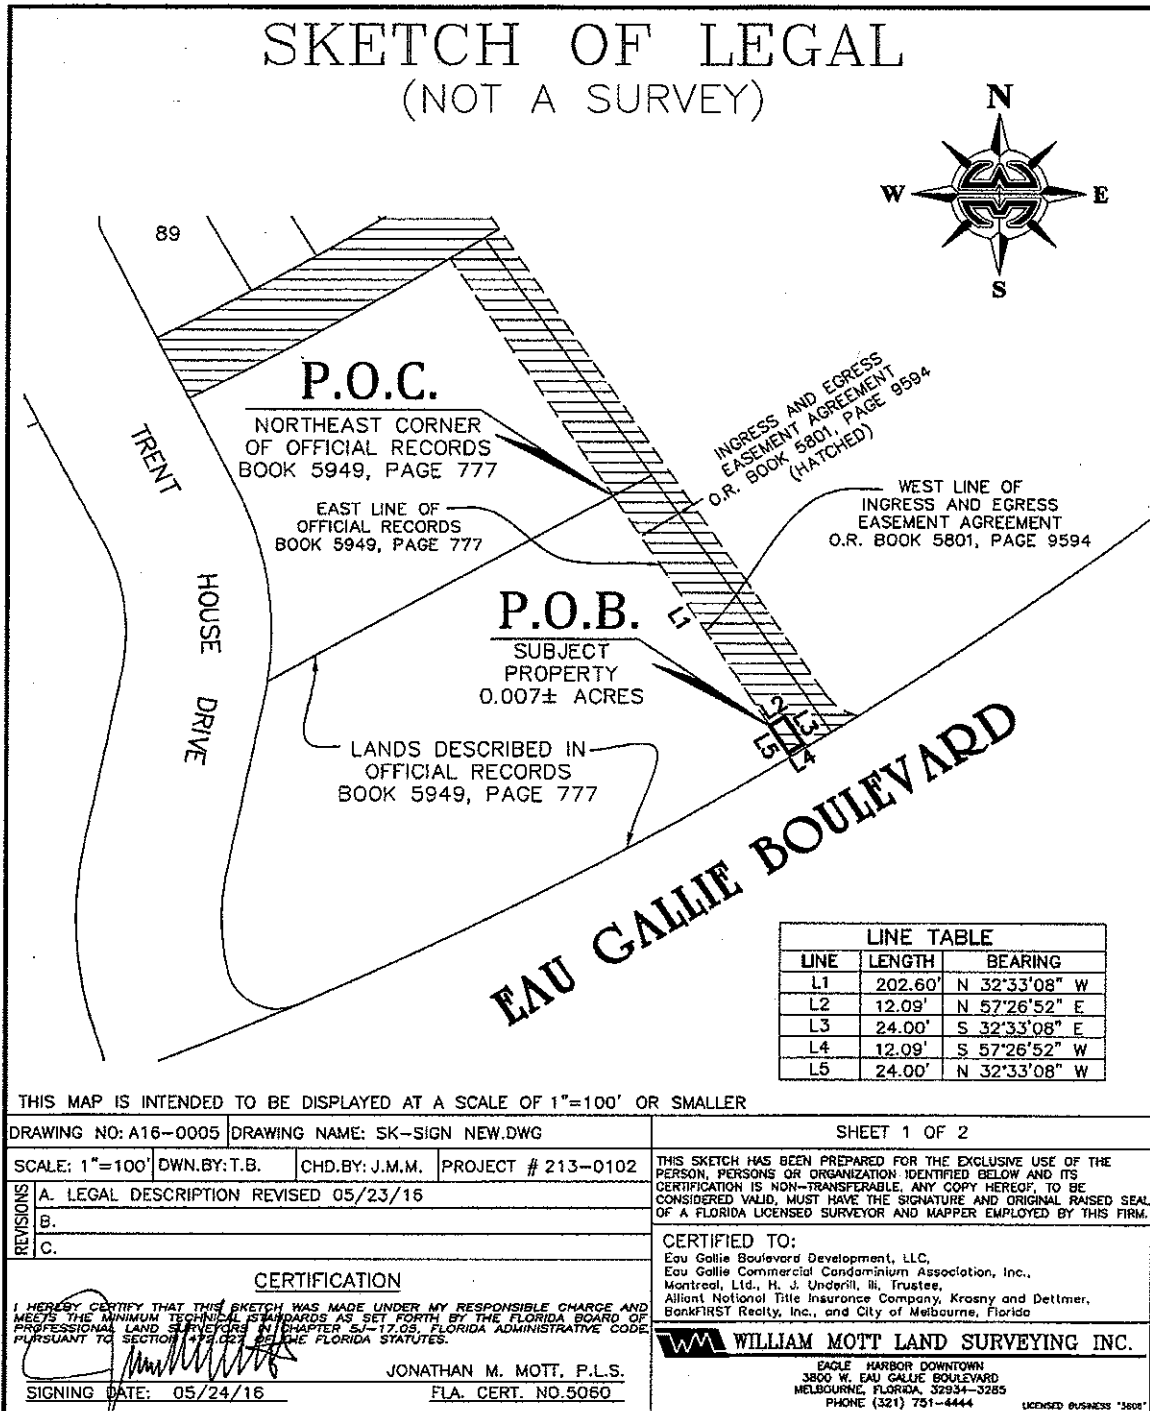 SKETCH OF LEGAL
(NOT A SURVEY)
N
W
E
S
89
P.O.C.
NORTHEAST CORNER
OF OFFICIAL RECORDS
BOOK 5949, PAGE 777
INGRESS AND EGRESS
EASEMENT AGREEMENT
O.R. BOOK 5801, PAGE 9594
(HATCHED)
EAST LINE OF
OFFICIAL RECORDS
BOOK 5949, PAGE 777
WEST LINE OF
INGRESS AND EGRESS
EASEMENT AGREEMENT
O.R. BOOK 5801, PAGE 9594
TRENT HOUSE DRIVE
L1
P.O.B.
SUBJECT
PROPERTY
0.007± ACRES
L2
L3
L5
L4
LANDS DESCRIBED IN
OFFICIAL RECORDS
BOOK 5949, PAGE 777
EAU GALLIE BOULEVARD
LINE TABLE
LINE LENGTH BEARING
L1 202.60' N 32°33'08" W
L2 12.09' N 57°26'52" E
L3 24.00' S 32°33'08" E
L4 12.09' S 57°26'52" W
L5 24.00' N 32°33'08" W
THIS MAP IS INTENDED TO BE DISPLAYED AT A SCALE OF 1"=100' OR SMALLER
DRAWING NO: A16-0005 DRAWING NAME: SK-SIGN NEW.DWG
SCALE: 1"=100' DWN.BY: T.B. CHD.BY: J.M.M. PROJECT # 213-0102
REVISIONS
A. LEGAL DESCRIPTION REVISED 05/23/16
B.
C.
CERTIFICATION
I HEREBY CERTIFY THAT THIS SKETCH WAS MADE UNDER MY RESPONSIBLE CHARGE AND
MEETS THE MINIMUM TECHNICAL STANDARDS AS SET FORTH BY THE FLORIDA BOARD OF
PROFESSIONAL LAND SURVEYORS IN CHAPTER 5J-17.05, FLORIDA ADMINISTRATIVE CODE,
PURSUANT TO SECTION OF THE FLORIDA STATUTES.
JONATHAN M. MOTT, P.L.S.
SIGNING DATE: 05/24/16 FLA. CERT. NO.5060
SHEET 1 OF 2
THIS SKETCH HAS BEEN PREPARED FOR THE EXCLUSIVE USE OF THE
PERSON, PERSONS OR ORGANIZATION IDENTIFIED BELOW AND ITS
CERTIFICATION IS NON-TRANSFERABLE, ANY COPY HEREOF, TO BE
CONSIDERED VALID, MUST HAVE THE SIGNATURE AND ORIGINAL RAISED SEAL
OF A FLORIDA LICENSED SURVEYOR AND MAPPER EMPLOYED BY THIS FIRM.
CERTIFIED TO:
Eau Gallie Boulevard Development, LLC,
Eau Gallie Commercial Condominium Association, Inc.,
Montreal, Ltd., H. J. Underill, iii, Trustee,
Alliant National Title Insurance Company, Krasny and Dettmer,
BankFIRST Realty, Inc., and City of Melbourne, Florida
WM WILLIAM MOTT LAND SURVEYING INC.
EAGLE HARBOR DOWNTOWN
3800 W. EAU GALLIE BOULEVARD
MELBOURNE, FLORIDA, 32934-3285
PHONE (321) 751-4444
LICENSED BUSINESS